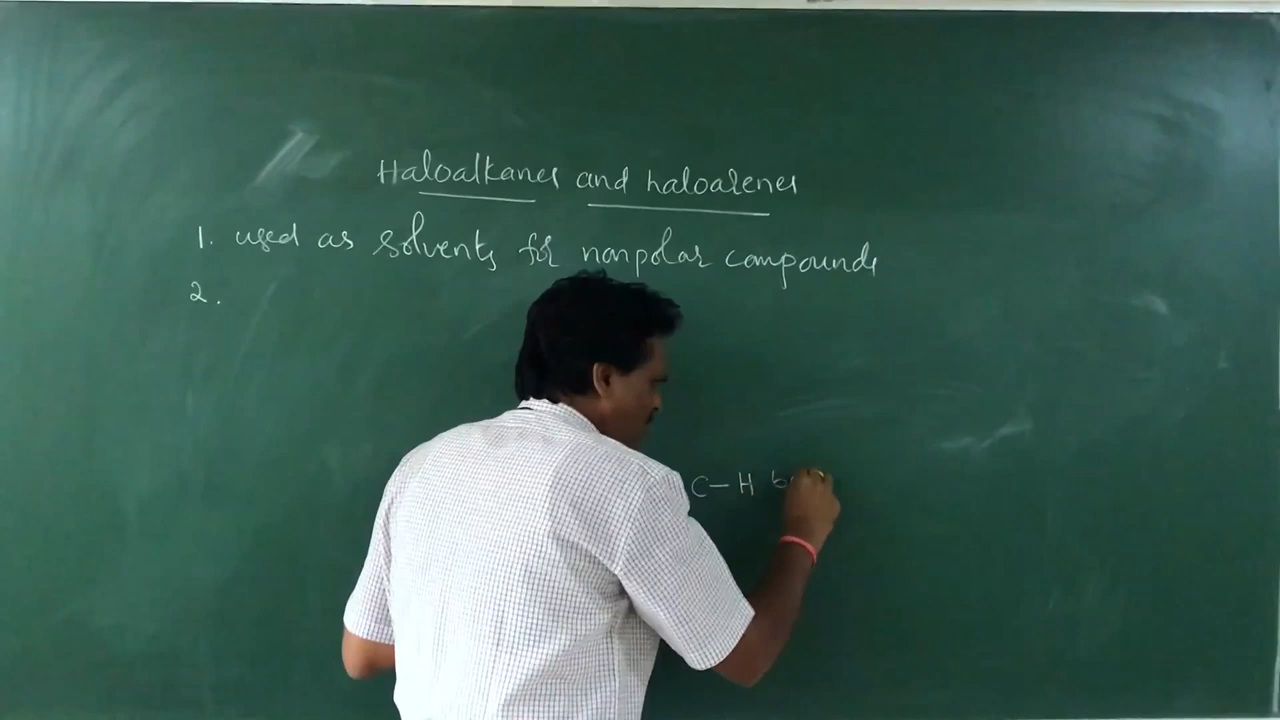 Haloalkanes and haloarenes
1. used as solvents for nonpolar compounds
2.
C-H